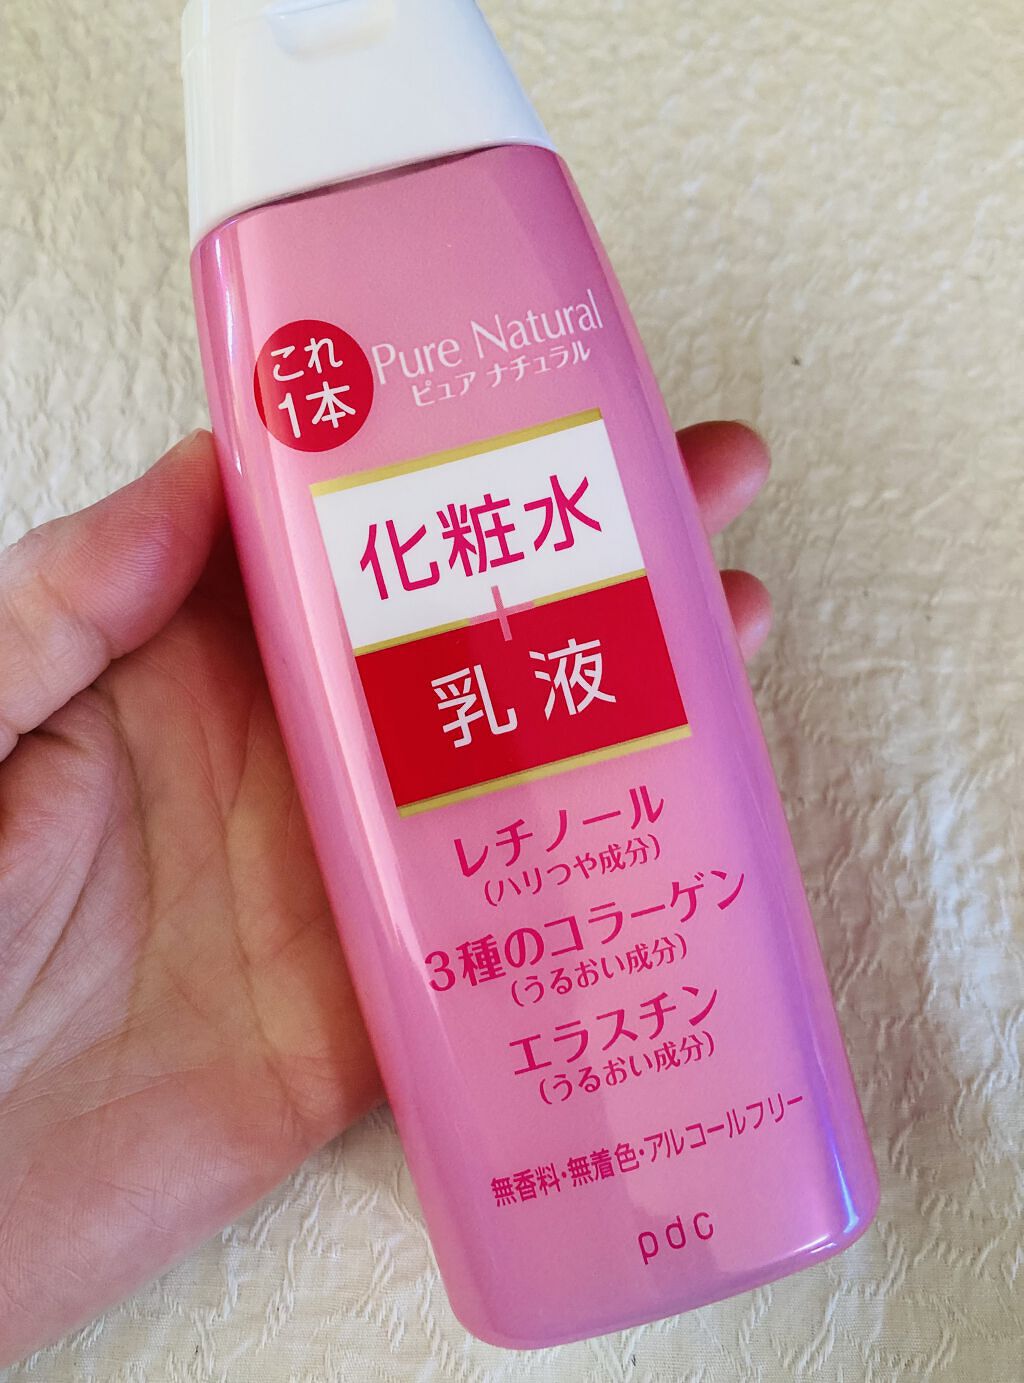 これ
1本
Pure Natural
ピュア ナチュラル
化粧水
+
乳液
レチノール
(ハリつや成分)
3種のコラーゲン
(うるおい成分)
エラスチン
(うるおい成分)
無香料・無着色・アルコールフリー
pdc